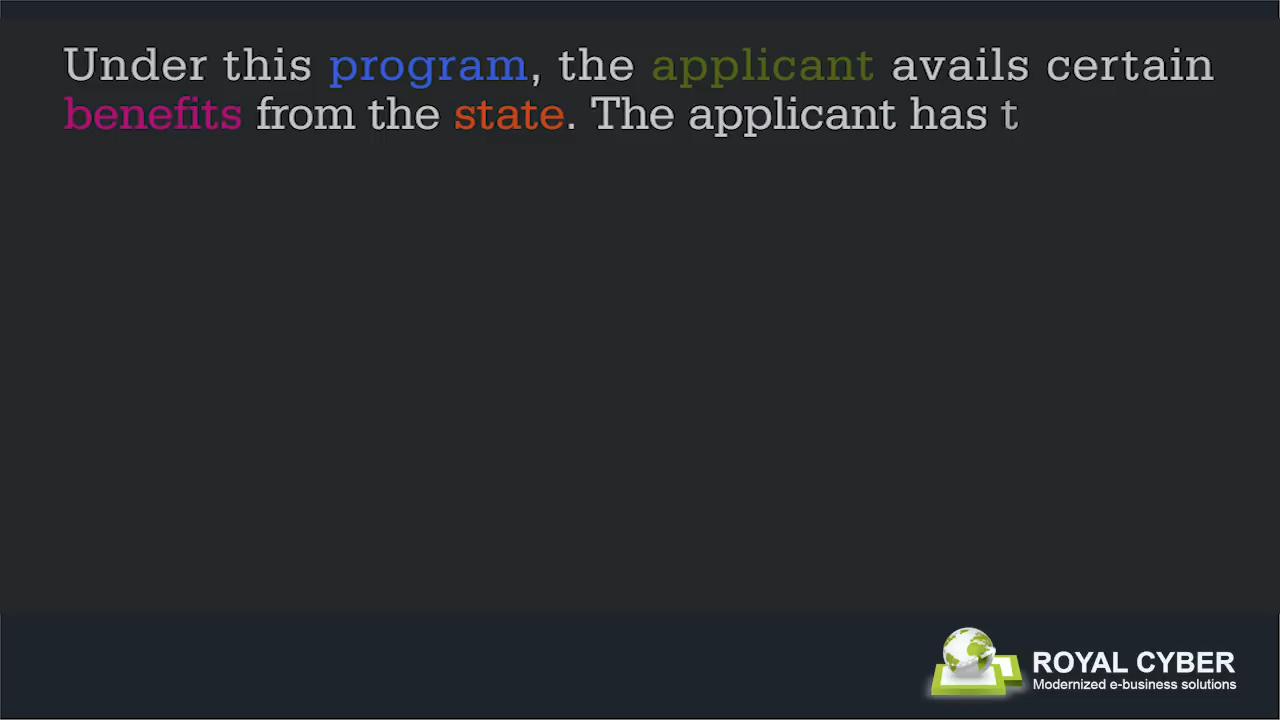 Under this program, the applicant avails certain
benefits from the state. The applicant has t
ROYAL CYBER
Modernized e-business solutions